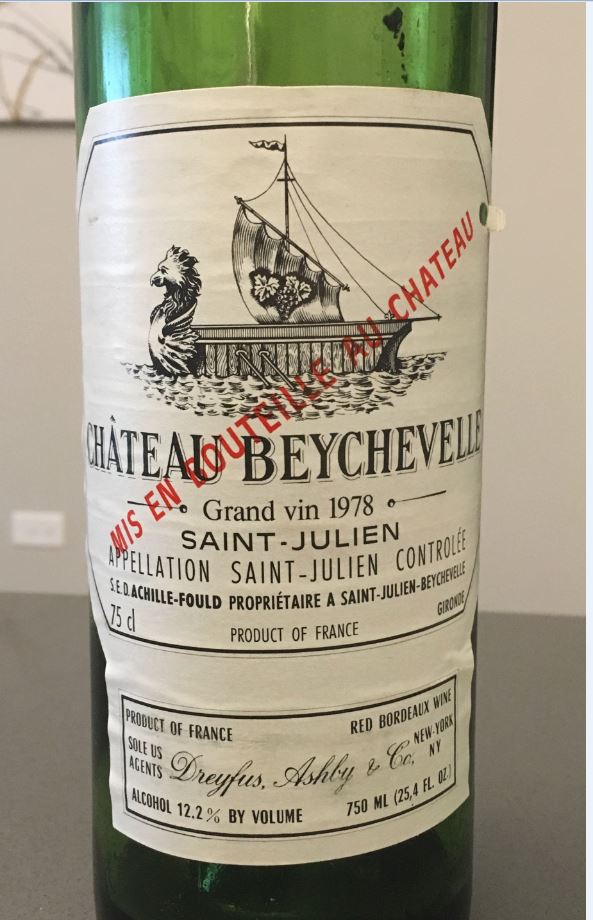 MIS EN BOUTEILLE AU CHATEAU
CHÂTEAU BEYCHEVELLE
Grand vin 1978
SAINT-JULIEN
APPELLATION SAINT-JULIEN CONTROLÉE
S.E.D. ACHILLE-FOULD PROPRIÉTAIRE A SAINT-JULIEN-BEYCHEVELLE
GIRONDE
75 cl
PRODUCT OF FRANCE
PRODUCT OF FRANCE RED BORDEAUX WINE
SOLE US AGENTS Dreyfus, Ashby & Co, NEW-YORK NY
ALCOHOL 12.2% BY VOLUME 750 ML (25,4 FL. OZ.)